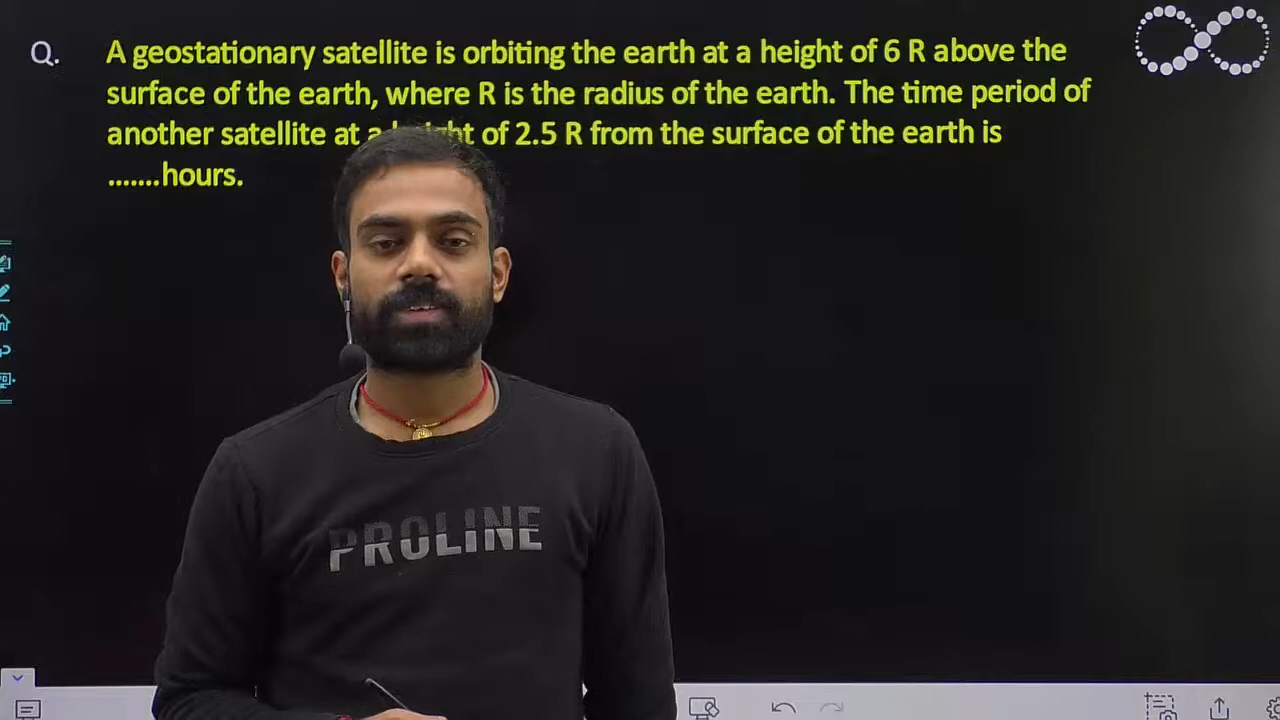 Q. A geostationary satellite is orbiting the earth at a height of 6 R above the
surface of the earth, where R is the radius of the earth. The time period of
another satellite at a height of 2.5 R from the surface of the earth is
.......hours.
PROLINE